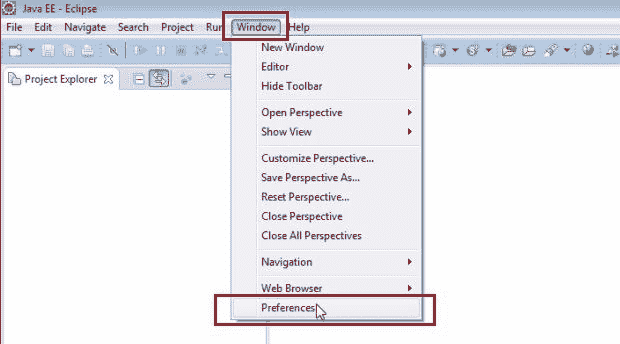 Java EE - Eclipse
File Edit Navigate Search Project Run Window Help
Project Explorer
New Window
Editor
Hide Toolbar
Open Perspective
Show View
Customize Perspective...
Save Perspective As...
Reset Perspective...
Close Perspective
Close All Perspectives
Navigation
Web Browser
Preferences